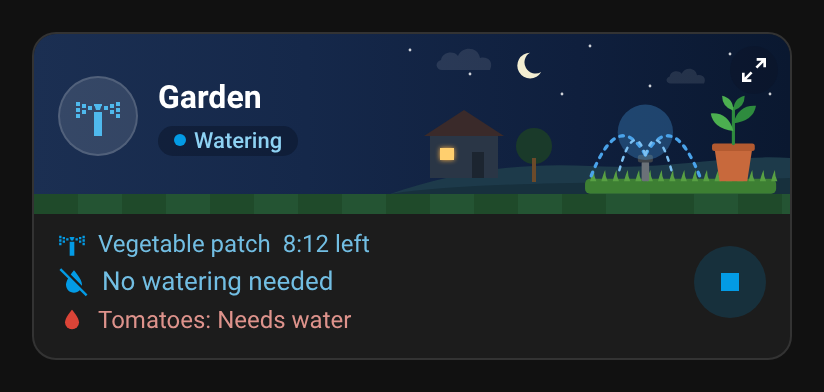 Garden
Watering
Vegetable patch 8:12 left
No watering needed
Tomatoes: Needs water